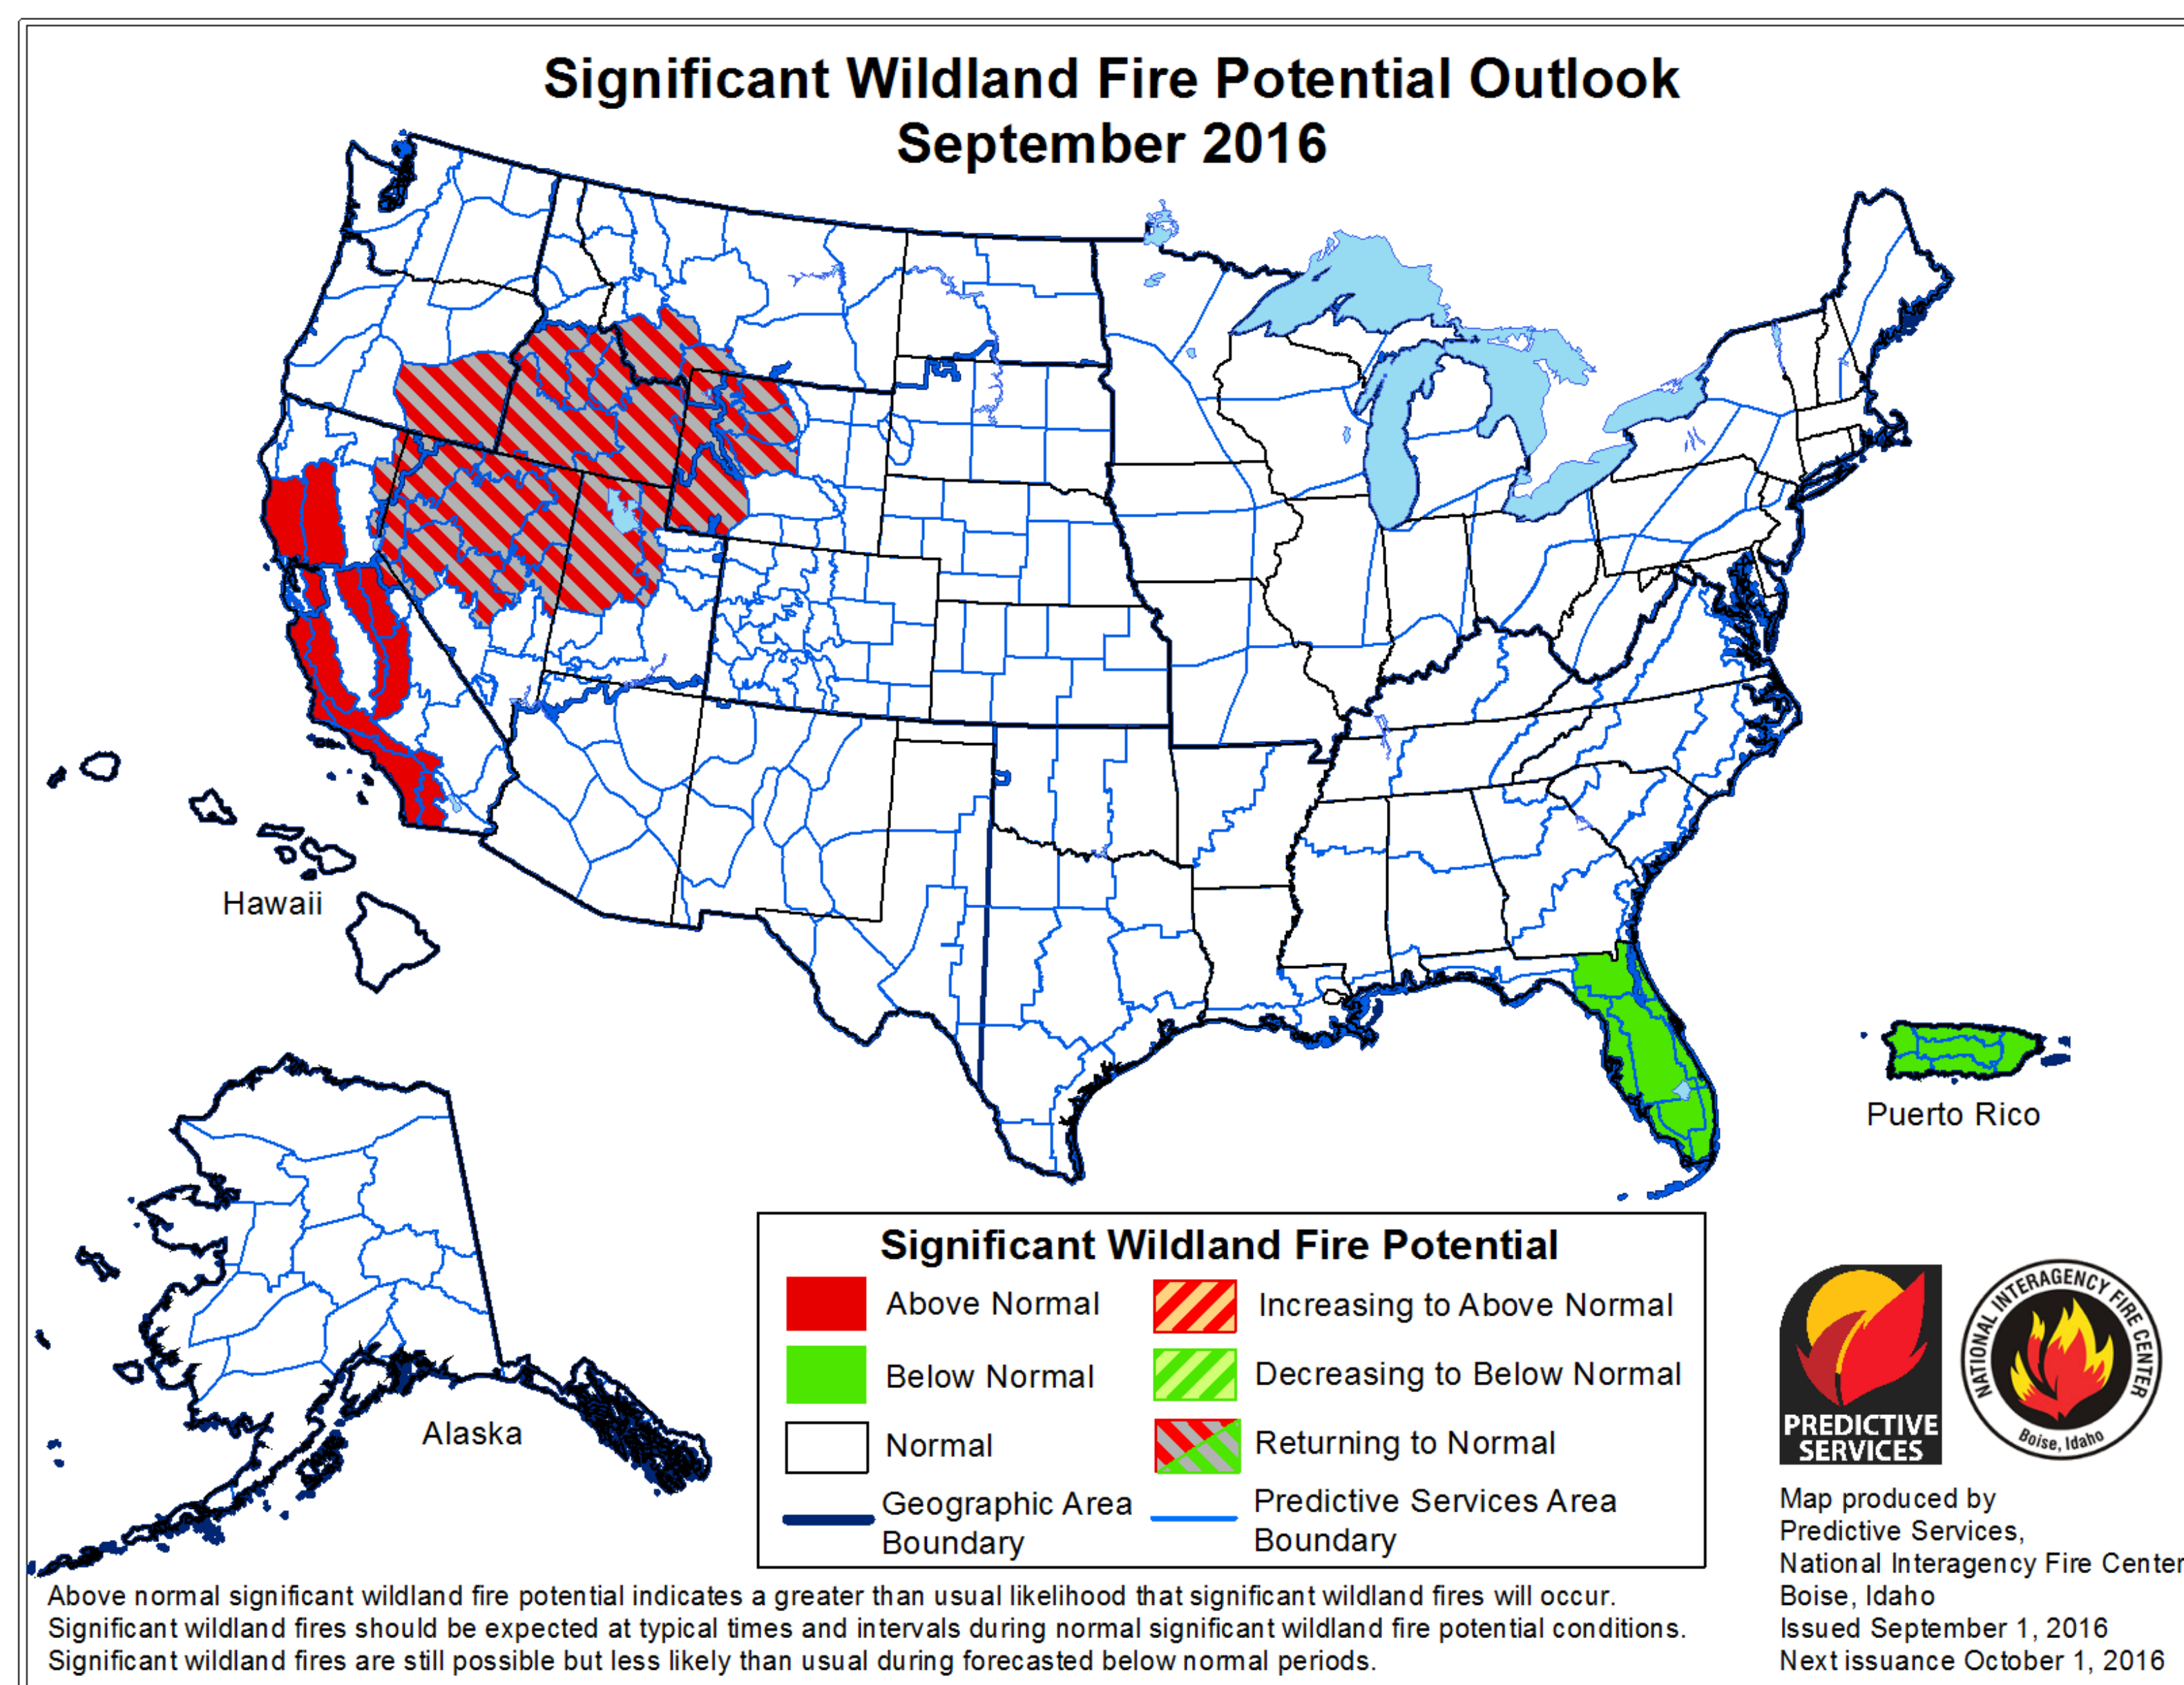 Significant Wildland Fire Potential Outlook
September 2016
Hawaii
Puerto Rico
Alaska
Significant Wildland Fire Potential
Above Normal
Increasing to Above Normal
Below Normal
Decreasing to Below Normal
Normal
Returning to Normal
Geographic Area
Boundary
Predictive Services Area
Boundary
PREDICTIVE
SERVICES
NATIONAL INTERAGENCY FIRE CENTER
Boise, Idaho
Map produced by
Predictive Services,
National Interagency Fire Center
Boise, Idaho
Issued September 1, 2016
Next issuance October 1, 2016
Above normal significant wildland fire potential indicates a greater than usual likelihood that significant wildland fires will occur.
Significant wildland fires should be expected at typical times and intervals during normal significant wildland fire potential conditions.
Significant wildland fires are still possible but less likely than usual during forecasted below normal periods.